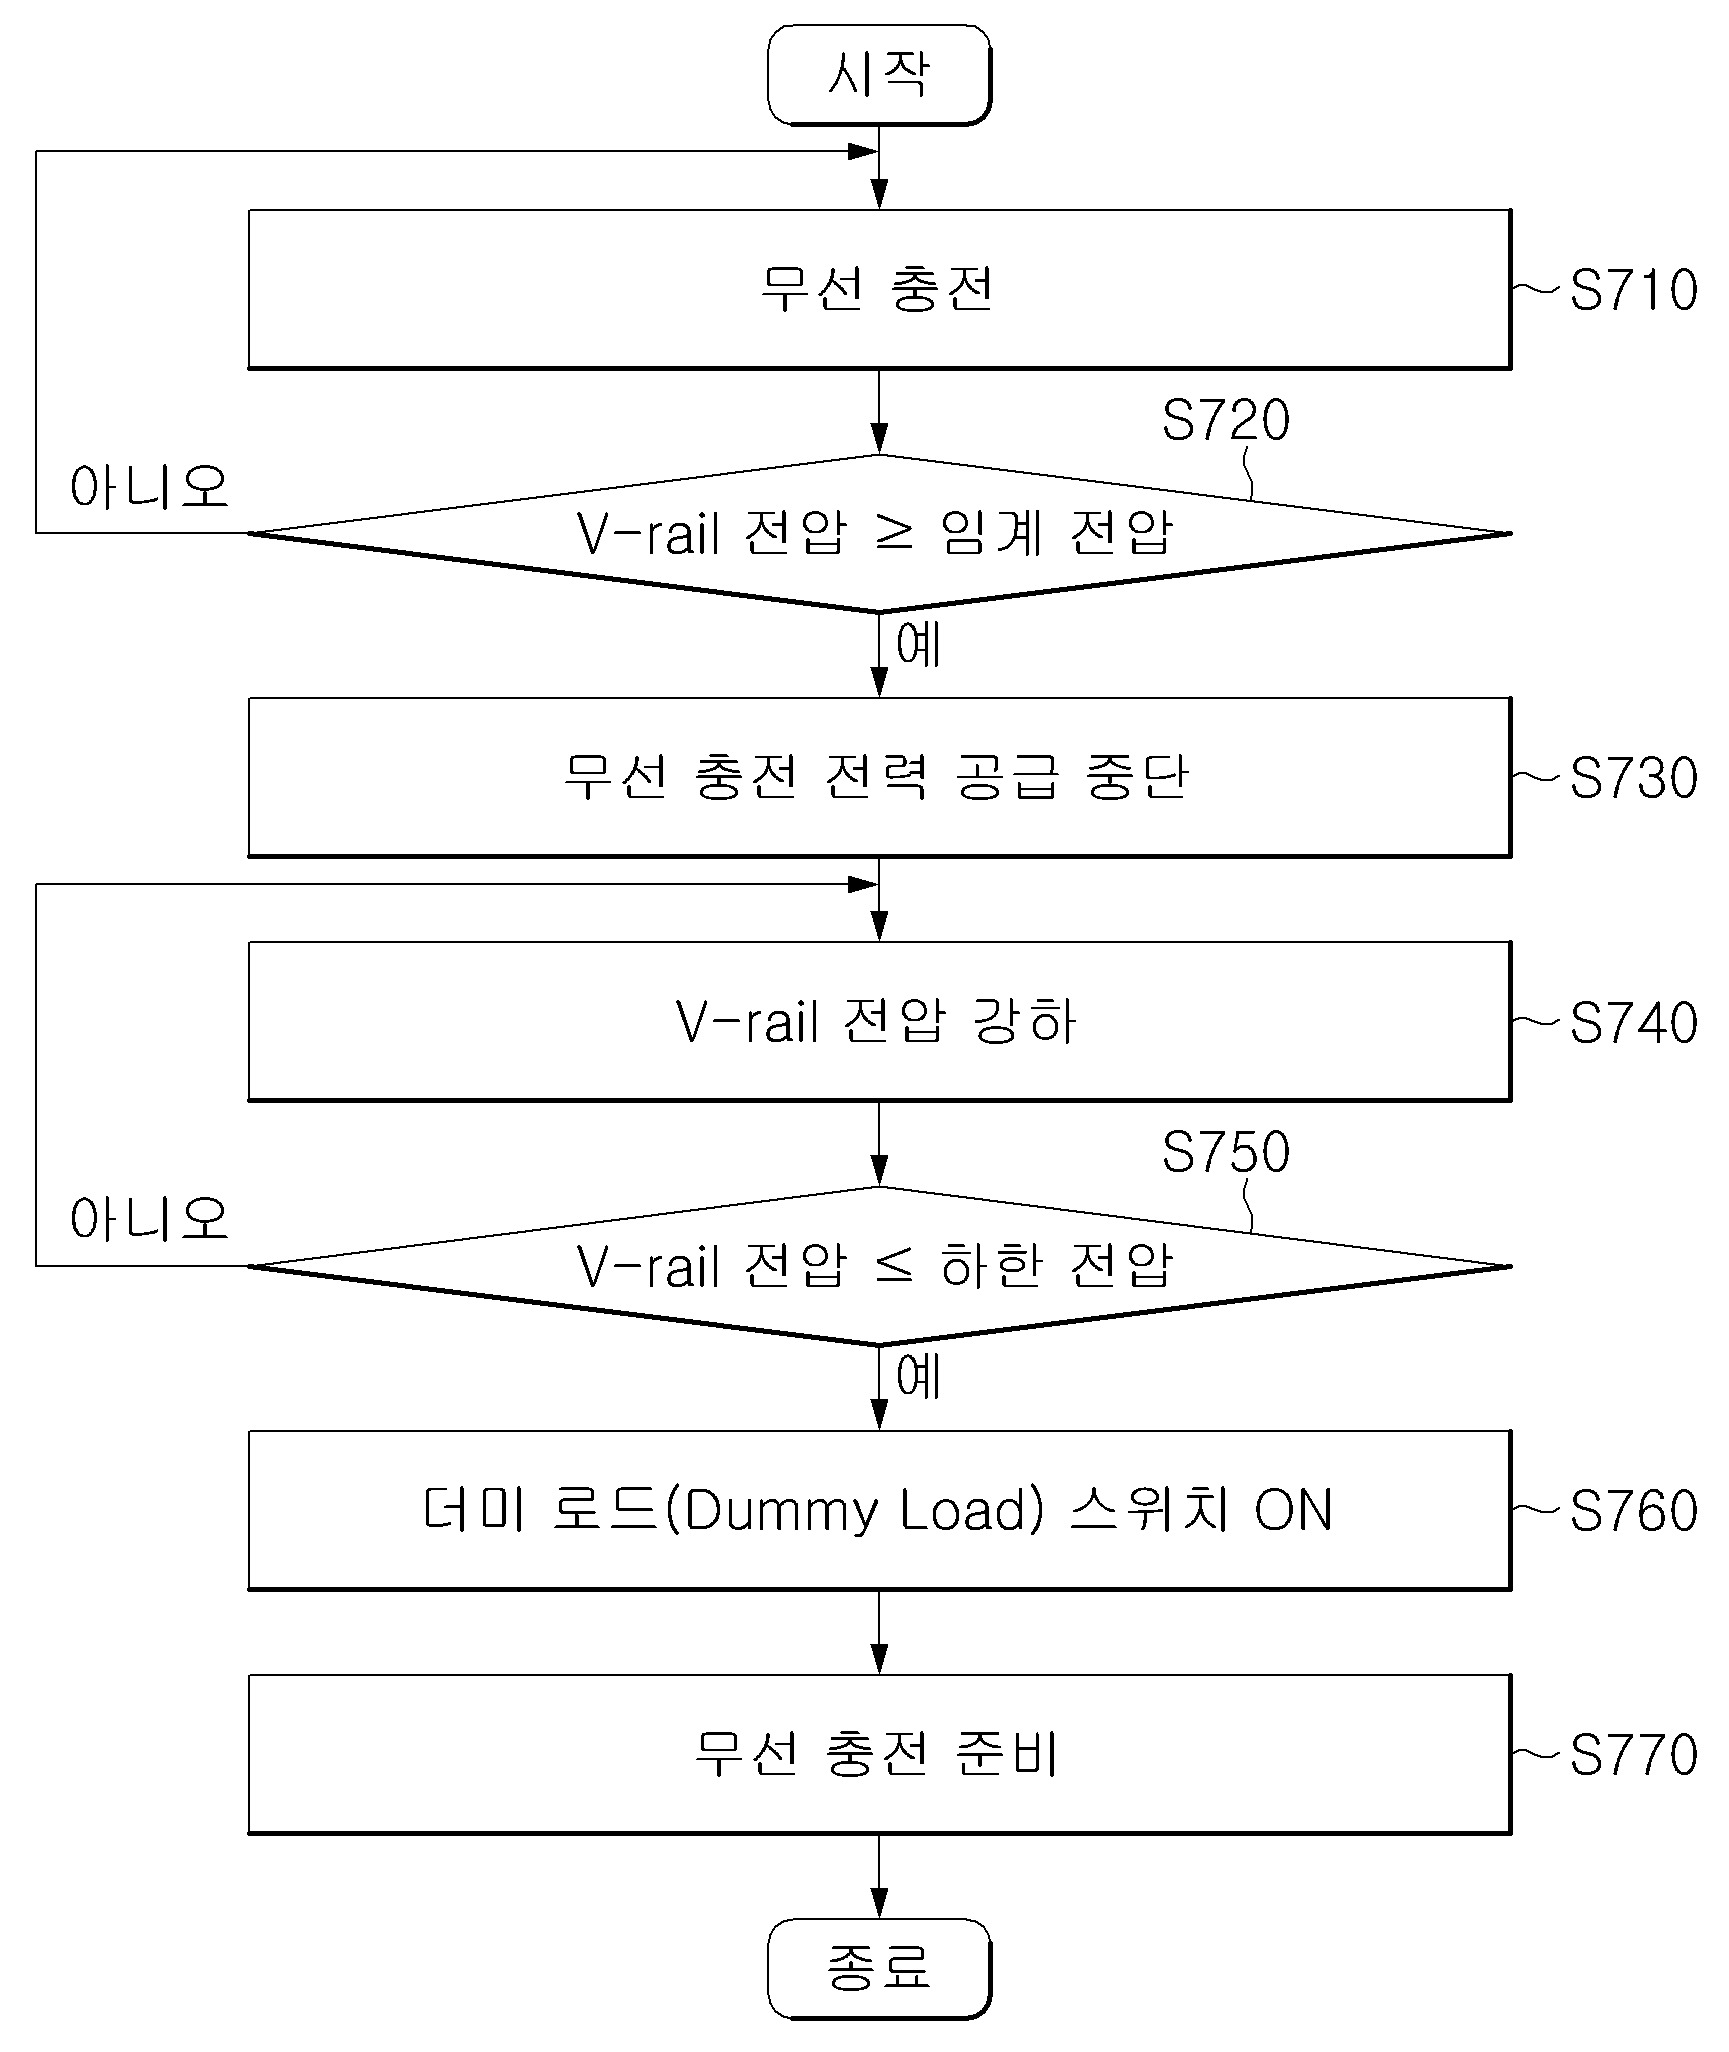 시작
무선 충전
S710
S720
아니오
V-rail 전압 ≥ 임계 전압
예
무선 충전 전력 공급 중단
S730
V-rail 전압 강하
S740
S750
아니오
V-rail 전압 ≤ 하한 전압
예
더미 로드(Dummy Load) 스위치 ON
S760
무선 충전 준비
S770
종료